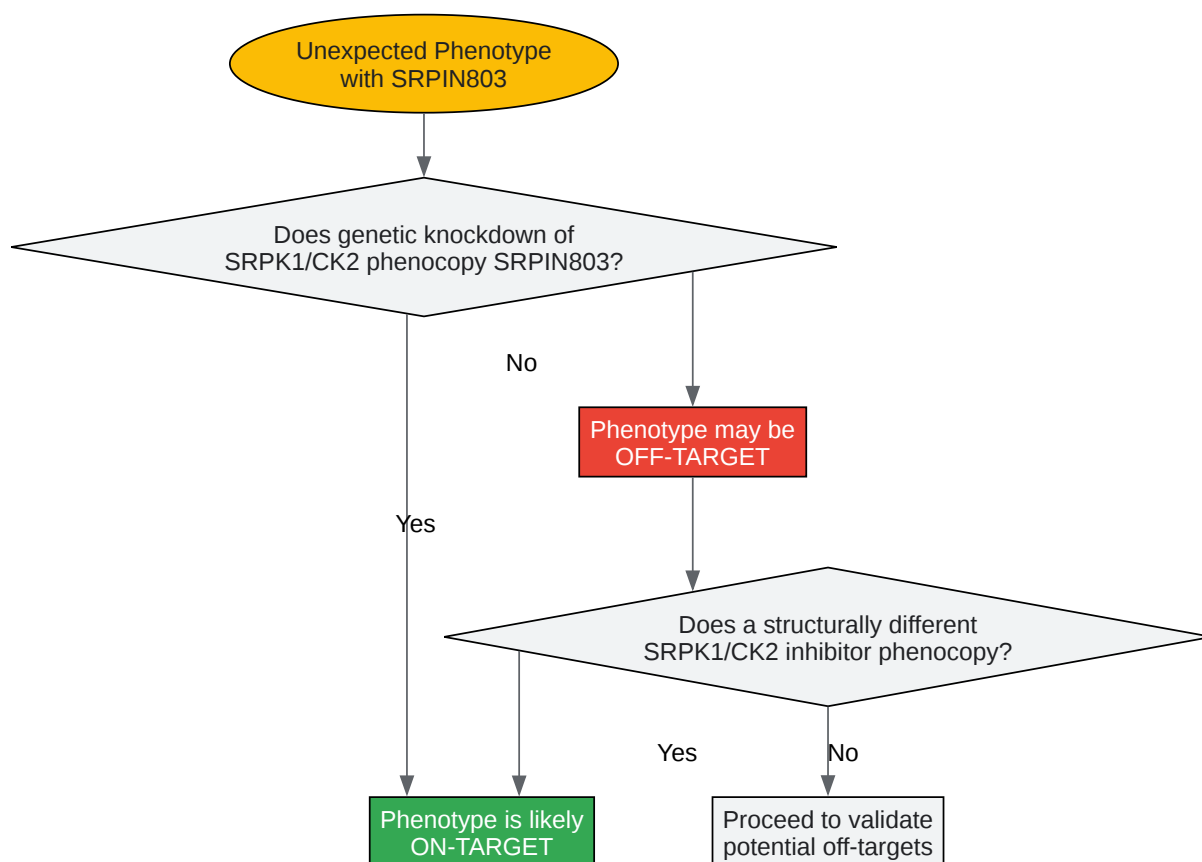 Unexpected Phenotype
with SRPIN803
Does genetic knockdown of
SRPK1/CK2 phenocopy SRPIN803?
No
Phenotype may be
OFF-TARGET
Yes
Does a structurally different
SRPK1/CK2 inhibitor phenocopy?
Yes
No
Phenotype is likely
ON-TARGET
Proceed to validate
potential off-targets